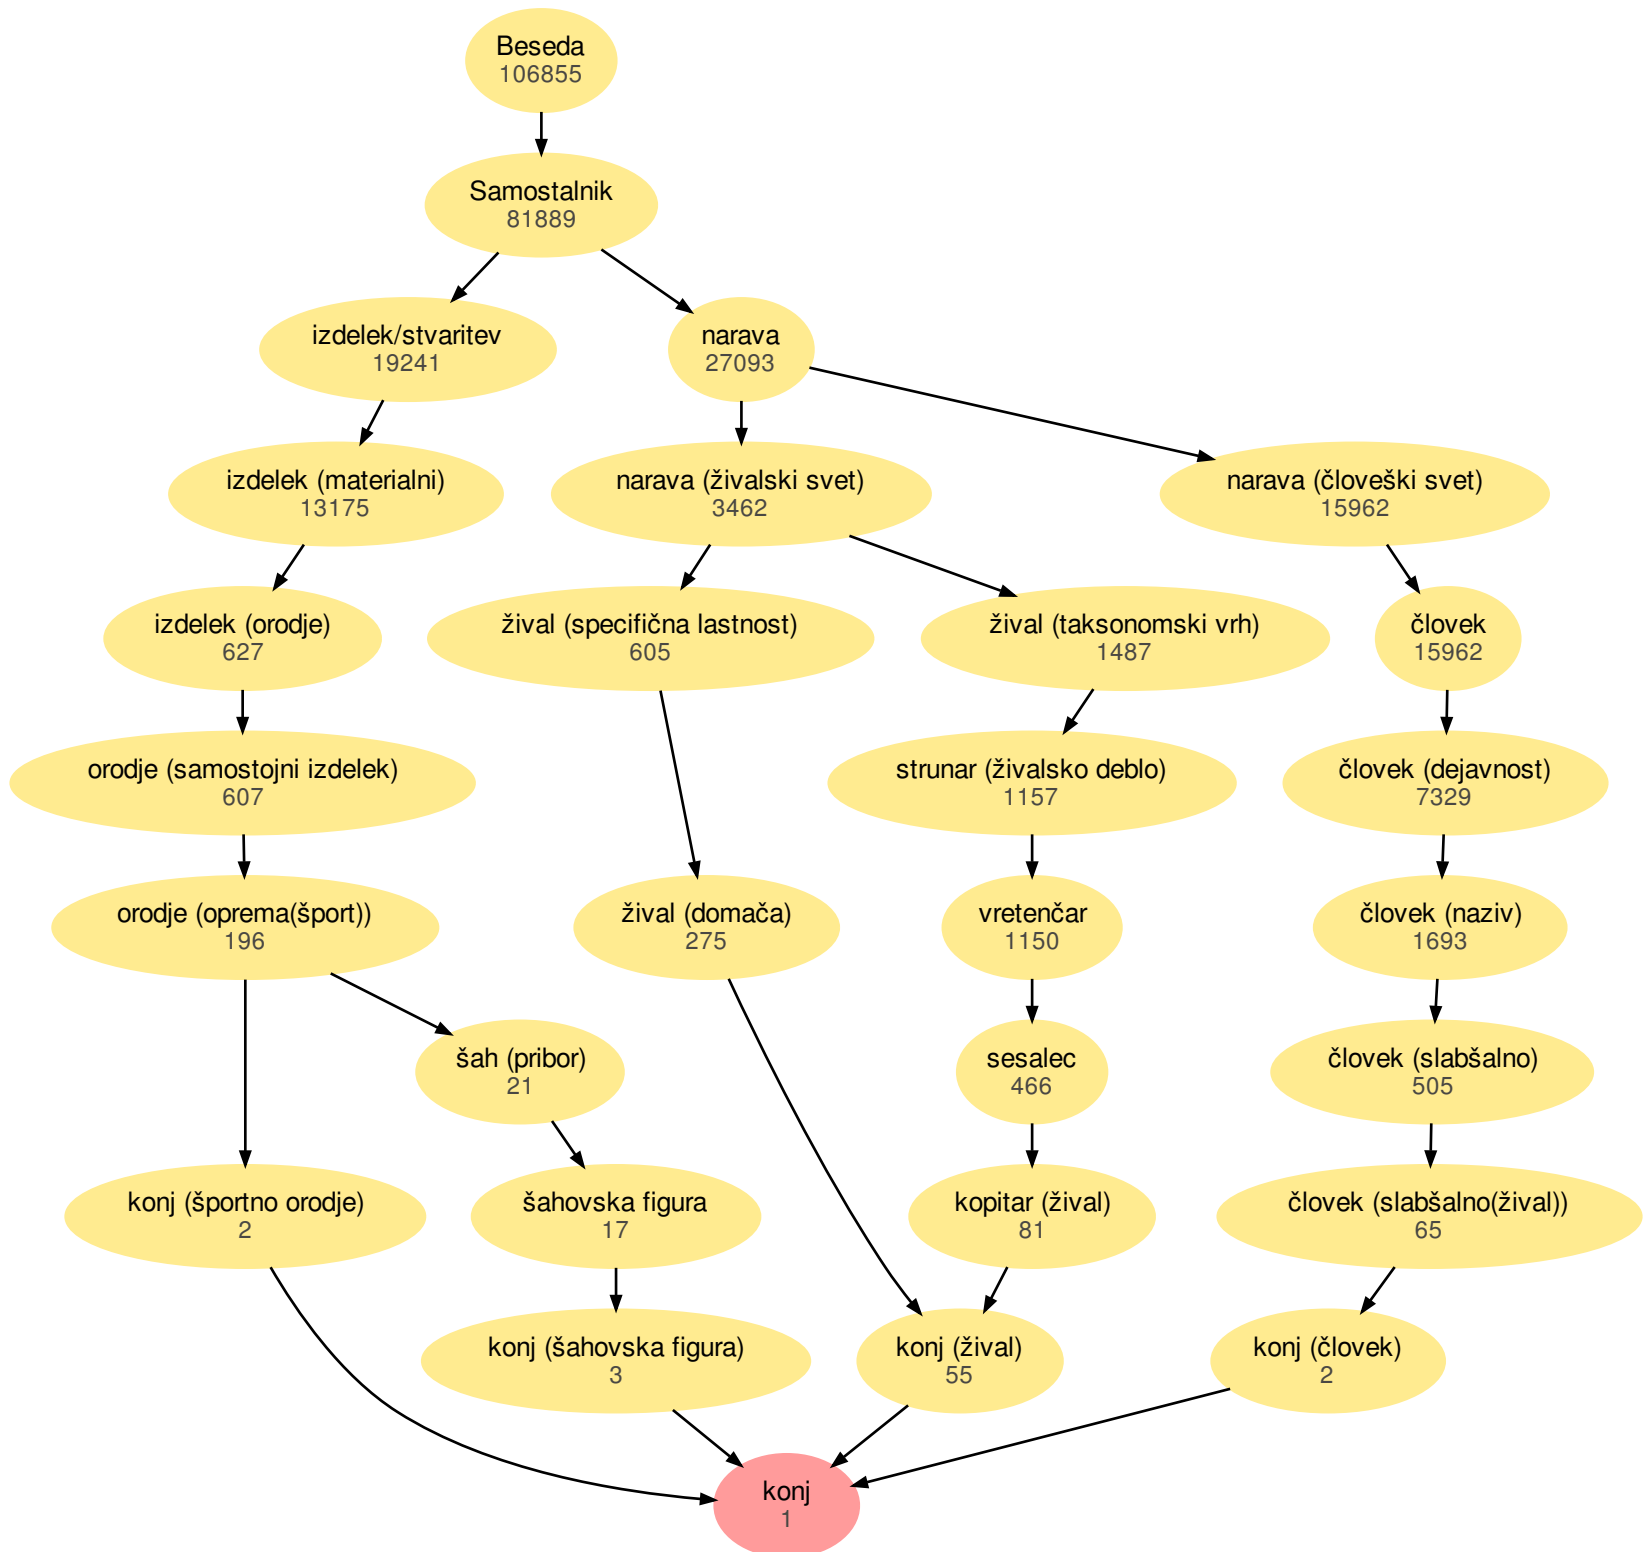 Beseda
106855
Samostalnik
81889
izdelek/stvaritev
19241
narava
27093
izdelek (materialni)
13175
narava (živalski svet)
3462
narava (človeški svet)
15962
izdelek (orodje)
627
žival (specifična lastnost)
605
žival (taksonomski vrh)
1487
človek
15962
orodje (samostojni izdelek)
607
strunar (živalsko deblo)
1157
človek (dejavnost)
7329
orodje (oprema(šport))
196
žival (domača)
275
vretenčar
1150
človek (naziv)
1693
šah (pribor)
21
sesalec
466
človek (slabšalno)
505
konj (športno orodje)
2
šahovska figura
17
kopitar (žival)
81
človek (slabšalno(žival))
65
konj (šahovska figura)
3
konj (žival)
55
konj (človek)
2
konj
1